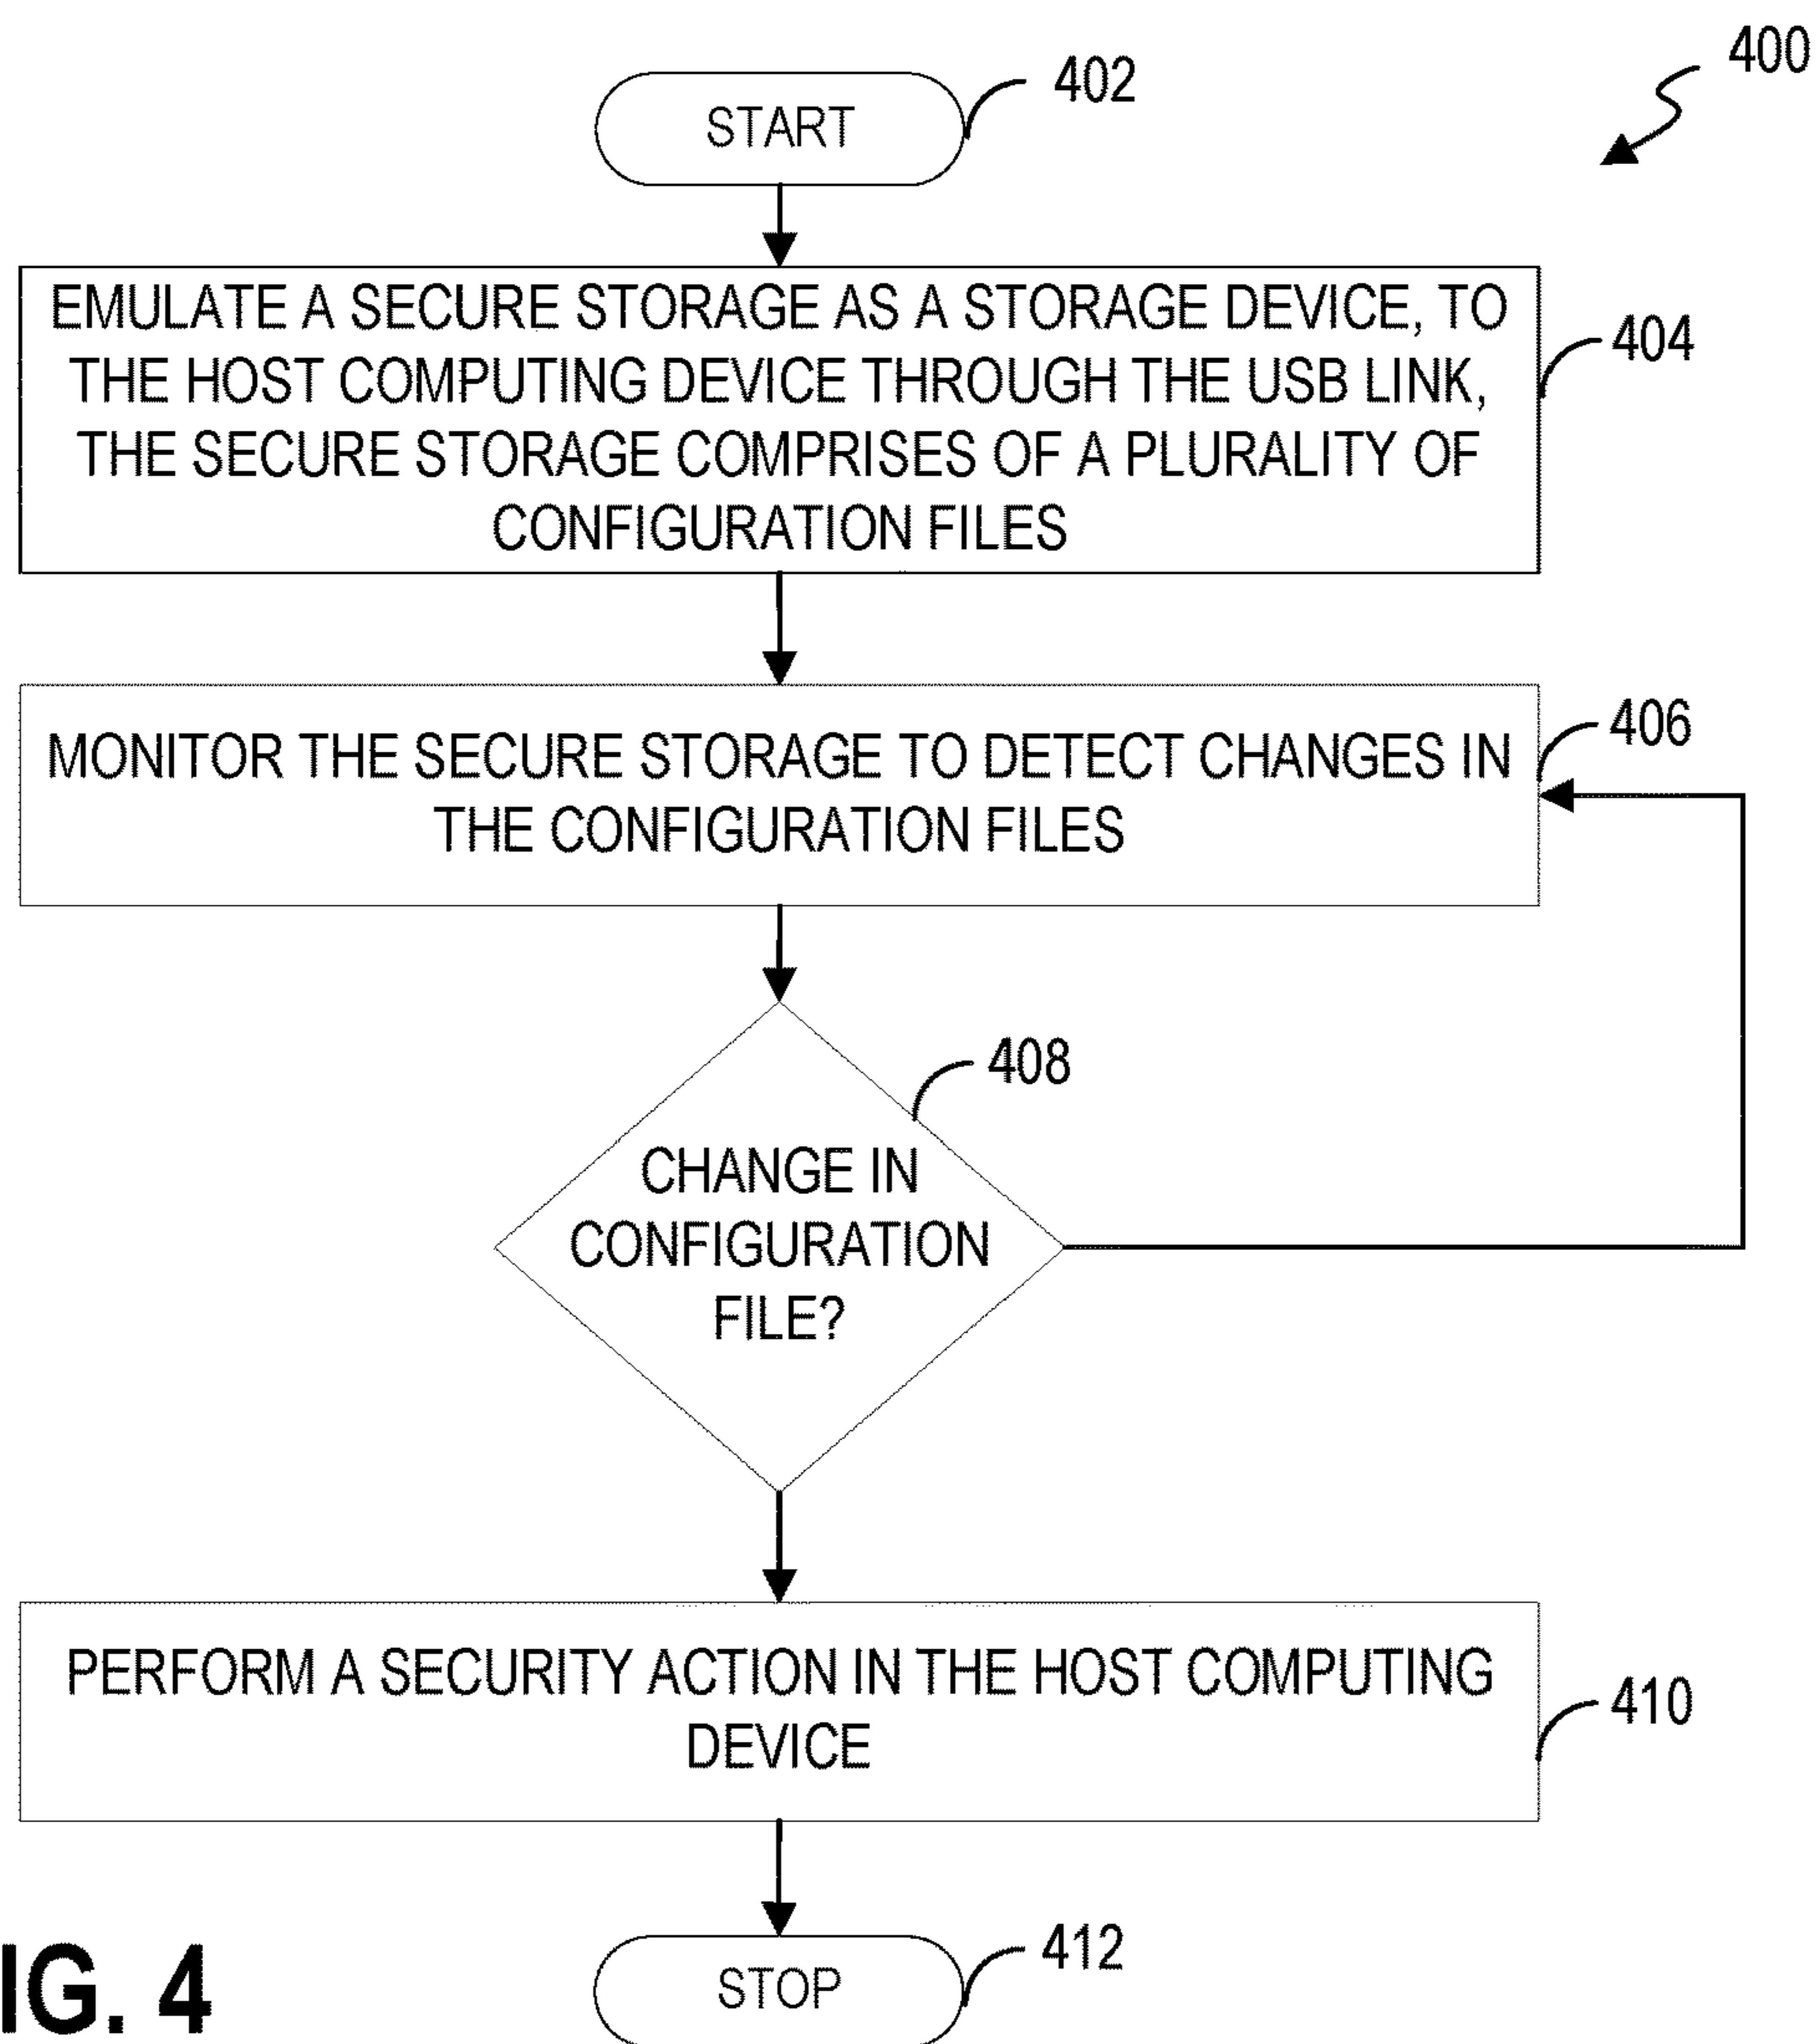 400
START
402
EMULATE A SECURE STORAGE AS A STORAGE DEVICE, TO
THE HOST COMPUTING DEVICE THROUGH THE USB LINK,
THE SECURE STORAGE COMPRISES OF A PLURALITY OF
CONFIGURATION FILES
404
MONITOR THE SECURE STORAGE TO DETECT CHANGES IN
THE CONFIGURATION FILES
406
408
CHANGE IN
CONFIGURATION
FILE?
PERFORM A SECURITY ACTION IN THE HOST COMPUTING
DEVICE
410
STOP
412
IG. 4